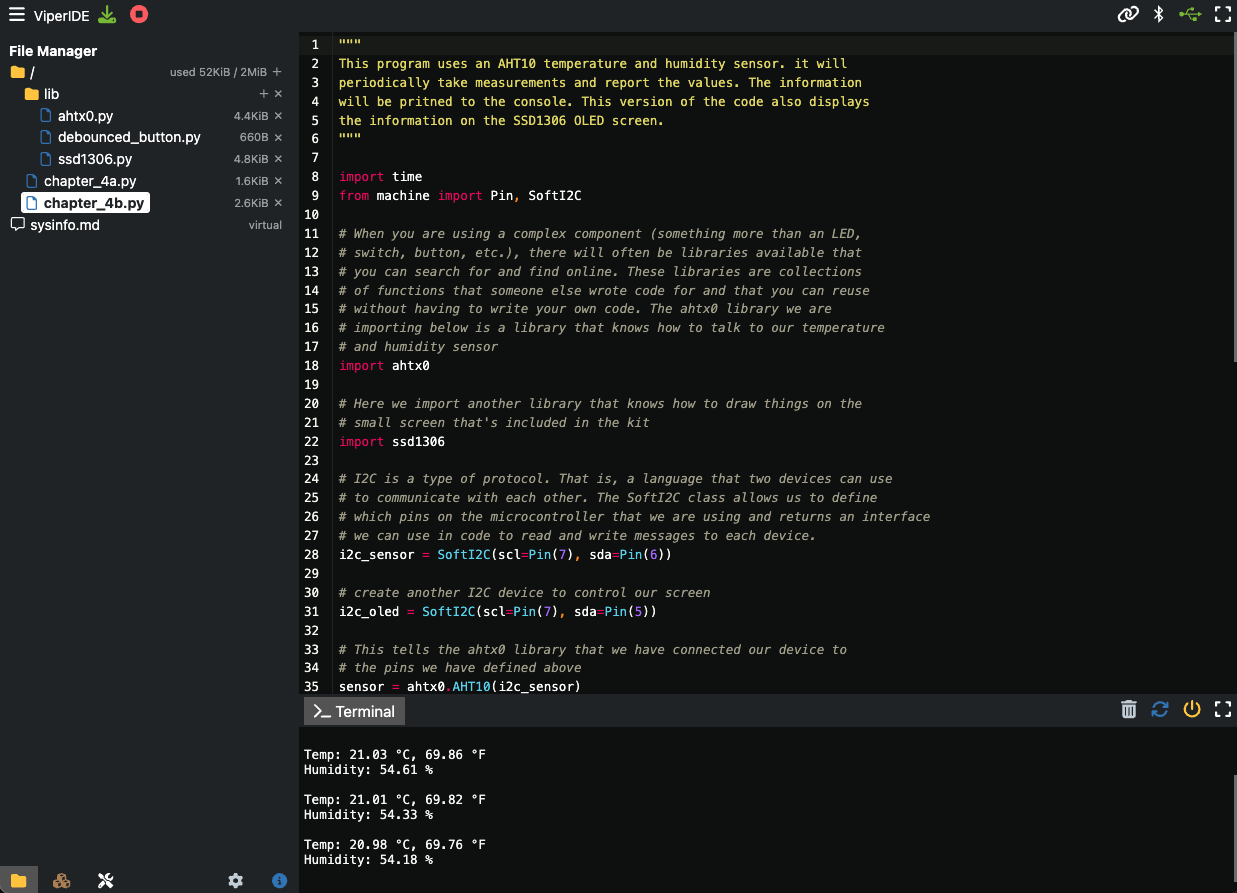 ViperIDE
File Manager
/ used 52KiB / 2MiB +
lib + ×
ahtx0.py 4.4KiB ×
debounced_button.py 660B ×
ssd1306.py 4.8KiB ×
chapter_4a.py 1.6KiB ×
chapter_4b.py 2.6KiB ×
sysinfo.md virtual
1 """
2 This program uses an AHT10 temperature and humidity sensor. it will
3 periodically take measurements and report the values. The information
4 will be pritned to the console. This version of the code also displays
5 the information on the SSD1306 OLED screen.
6 """
7
8 import time
9 from machine import Pin, SoftI2C
10
11 # When you are using a complex component (something more than an LED,
12 # switch, button, etc.), there will often be libraries available that
13 # you can search for and find online. These libraries are collections
14 # of functions that someone else wrote code for and that you can reuse
15 # without having to write your own code. The ahtx0 library we are
16 # importing below is a library that knows how to talk to our temperature
17 # and humidity sensor
18 import ahtx0
19
20 # Here we import another library that knows how to draw things on the
21 # small screen that's included in the kit
22 import ssd1306
23
24 # I2C is a type of protocol. That is, a language that two devices can use
25 # to communicate with each other. The SoftI2C class allows us to define
26 # which pins on the microcontroller that we are using and returns an interface
27 # we can use in code to read and write messages to each device.
28 i2c_sensor = SoftI2C(scl=Pin(7), sda=Pin(6))
29
30 # create another I2C device to control our screen
31 i2c_oled = SoftI2C(scl=Pin(7), sda=Pin(5))
32
33 # This tells the ahtx0 library that we have connected our device to
34 # the pins we have defined above
35 sensor = ahtx0.AHT10(i2c_sensor)
Terminal
Temp: 21.03 °C, 69.86 °F
Humidity: 54.61 %
Temp: 21.01 °C, 69.82 °F
Humidity: 54.33 %
Temp: 20.98 °C, 69.76 °F
Humidity: 54.18 %